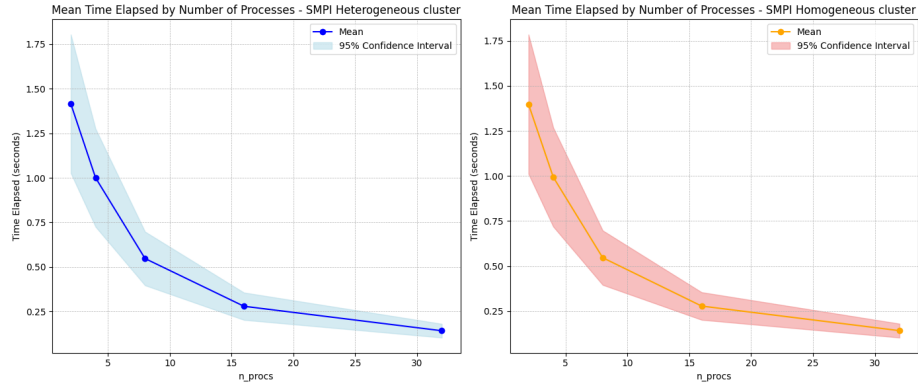 Mean Time Elapsed by Number of Processes - SMPI Heterogeneous cluster
Mean
95% Confidence Interval
1.75
1.50
1.25
1.00
0.75
0.50
0.25
Time Elapsed (seconds)
5
10
15
20
25
30
n_procs
Mean Time Elapsed by Number of Processes - SMPI Homogeneous cluster
Mean
95% Confidence Interval
1.75
1.50
1.25
1.00
0.75
0.50
0.25
Time Elapsed (seconds)
5
10
15
20
25
30
n_procs